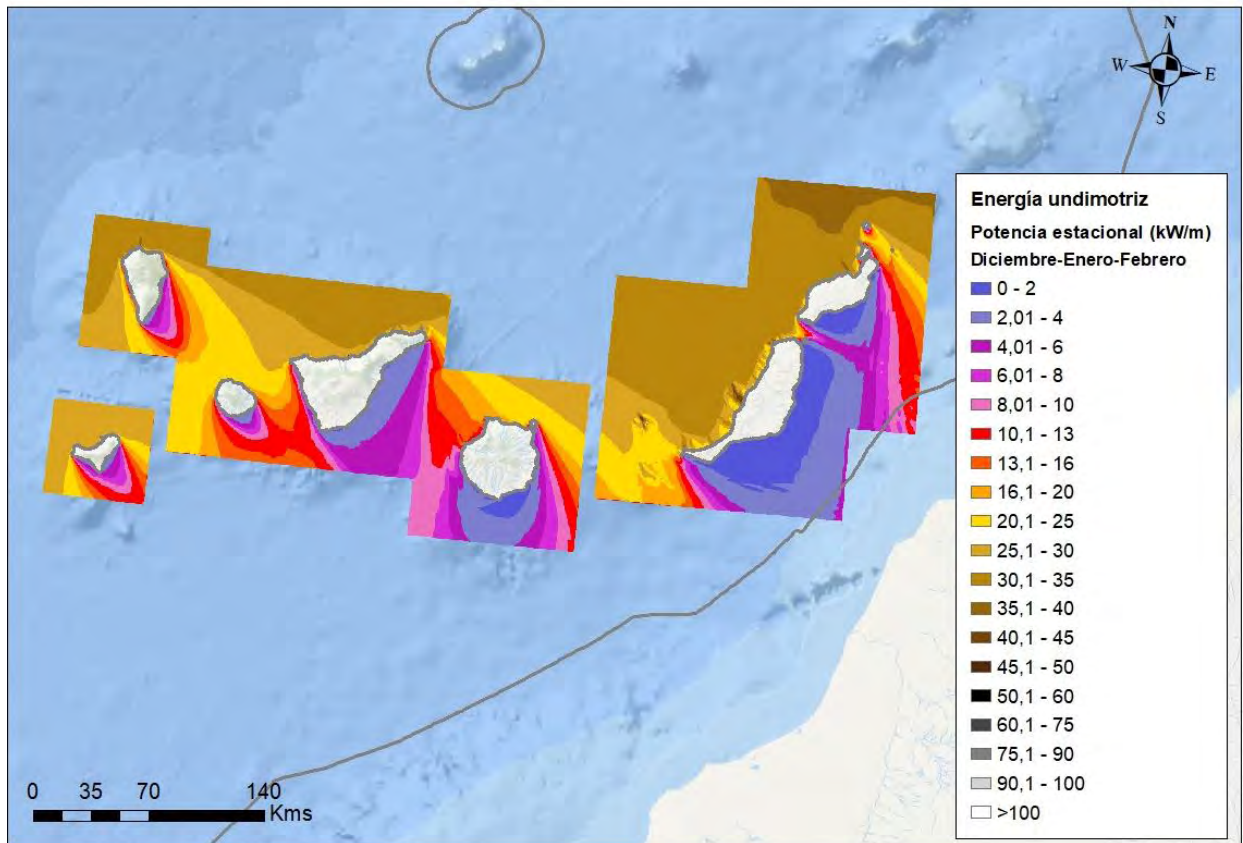 N
W E
S
Energía undimotriz
Potencia estacional (kW/m)
Diciembre-Enero-Febrero
0 - 2
2,01 - 4
4,01 - 6
6,01 - 8
8,01 - 10
10,1 - 13
13,1 - 16
16,1 - 20
20,1 - 25
25,1 - 30
30,1 - 35
35,1 - 40
40,1 - 45
45,1 - 50
50,1 - 60
60,1 - 75
75,1 - 90
90,1 - 100
>100
0 35 70 140
Kms